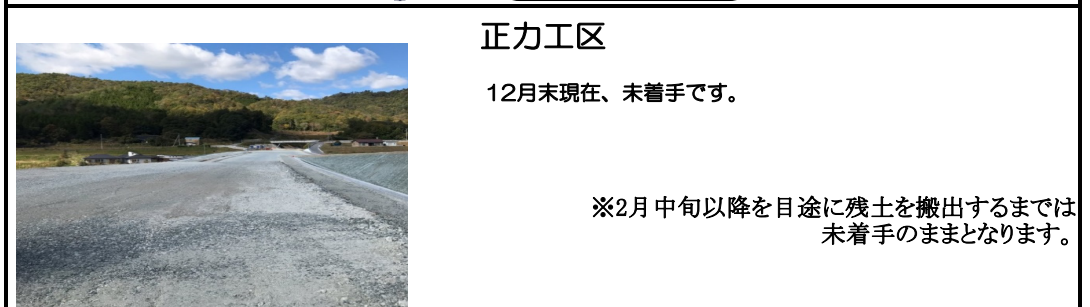 正力工区
12月末現在、未着手です。
※2月中旬以降を目途に残土を搬出するまでは
未着手のままとなります。